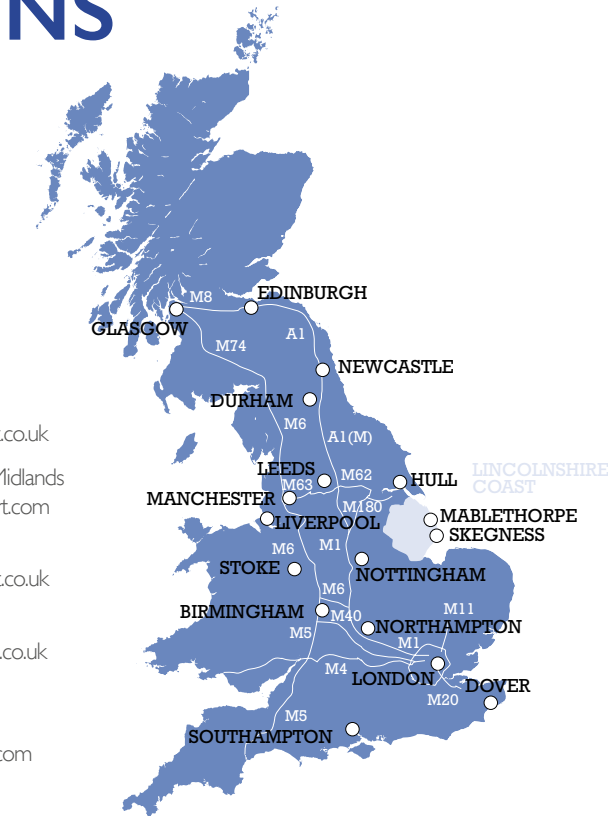 NS
EDINBURGH
M8
GLASGOW
A1
M74
NEWCASTLE
DURHAM
M6
.co.uk
A1(M)
LEEDS
M62
LINCOLNSHIRE
COAST
Midlands
M63
HULL
MANCHESTER
rt.com
M180
LIVERPOOL
MABLETHORPE
SKEGNESS
M6
M1
STOKE
NOTTINGHAM
.co.uk
M6
BIRMINGHAM
M40
M11
NORTHAMPTON
M5
M1
.co.uk
M4
LONDON
DOVER
M20
M5
SOUTHAMPTON
com